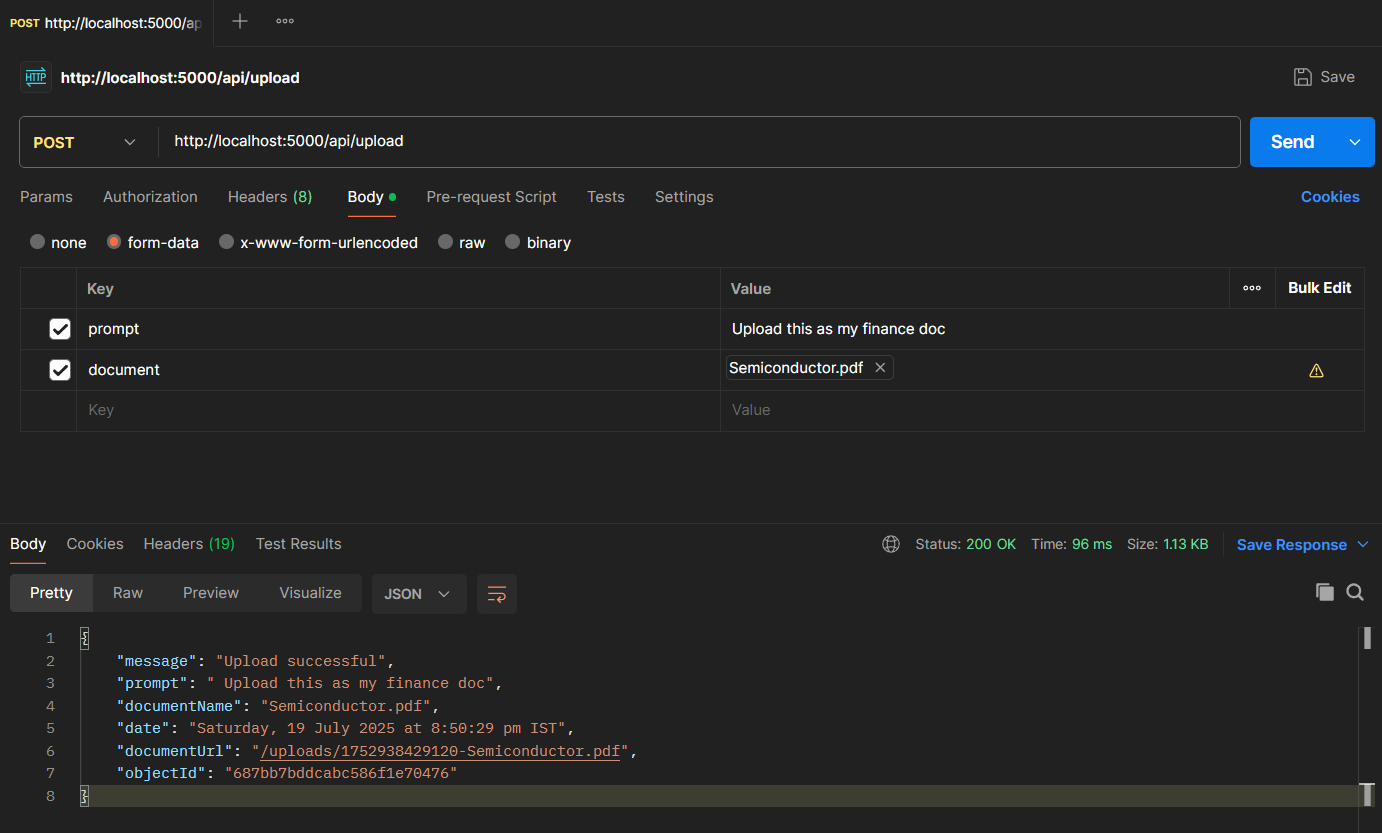 POST http://localhost:5000/ap
HTTP http://localhost:5000/api/upload Save
POST http://localhost:5000/api/upload Send
Params Authorization Headers (8) Body Pre-request Script Tests Settings Cookies
none form-data x-www-form-urlencoded raw binary
Key Value Bulk Edit
prompt Upload this as my finance doc
document Semiconductor.pdf
Key Value
Body Cookies Headers (19) Test Results Status: 200 OK Time: 96 ms Size: 1.13 KB Save Response
Pretty Raw Preview Visualize JSON
1 {
2 "message": "Upload successful",
3 "prompt": " Upload this as my finance doc",
4 "documentName": "Semiconductor.pdf",
5 "date": "Saturday, 19 July 2025 at 8:50:29 pm IST",
6 "documentUrl": "/uploads/1752938429120-Semiconductor.pdf",
7 "objectId": "687bb7bddcabc586f1e70476"
8 }